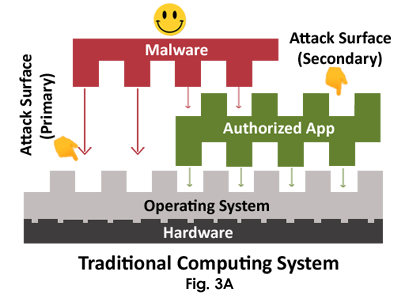 Malware
Attack Surface
(Secondary)
Attack Surface
(Primary)
Authorized App
Operating System
Hardware
Traditional Computing System
Fig. 3A